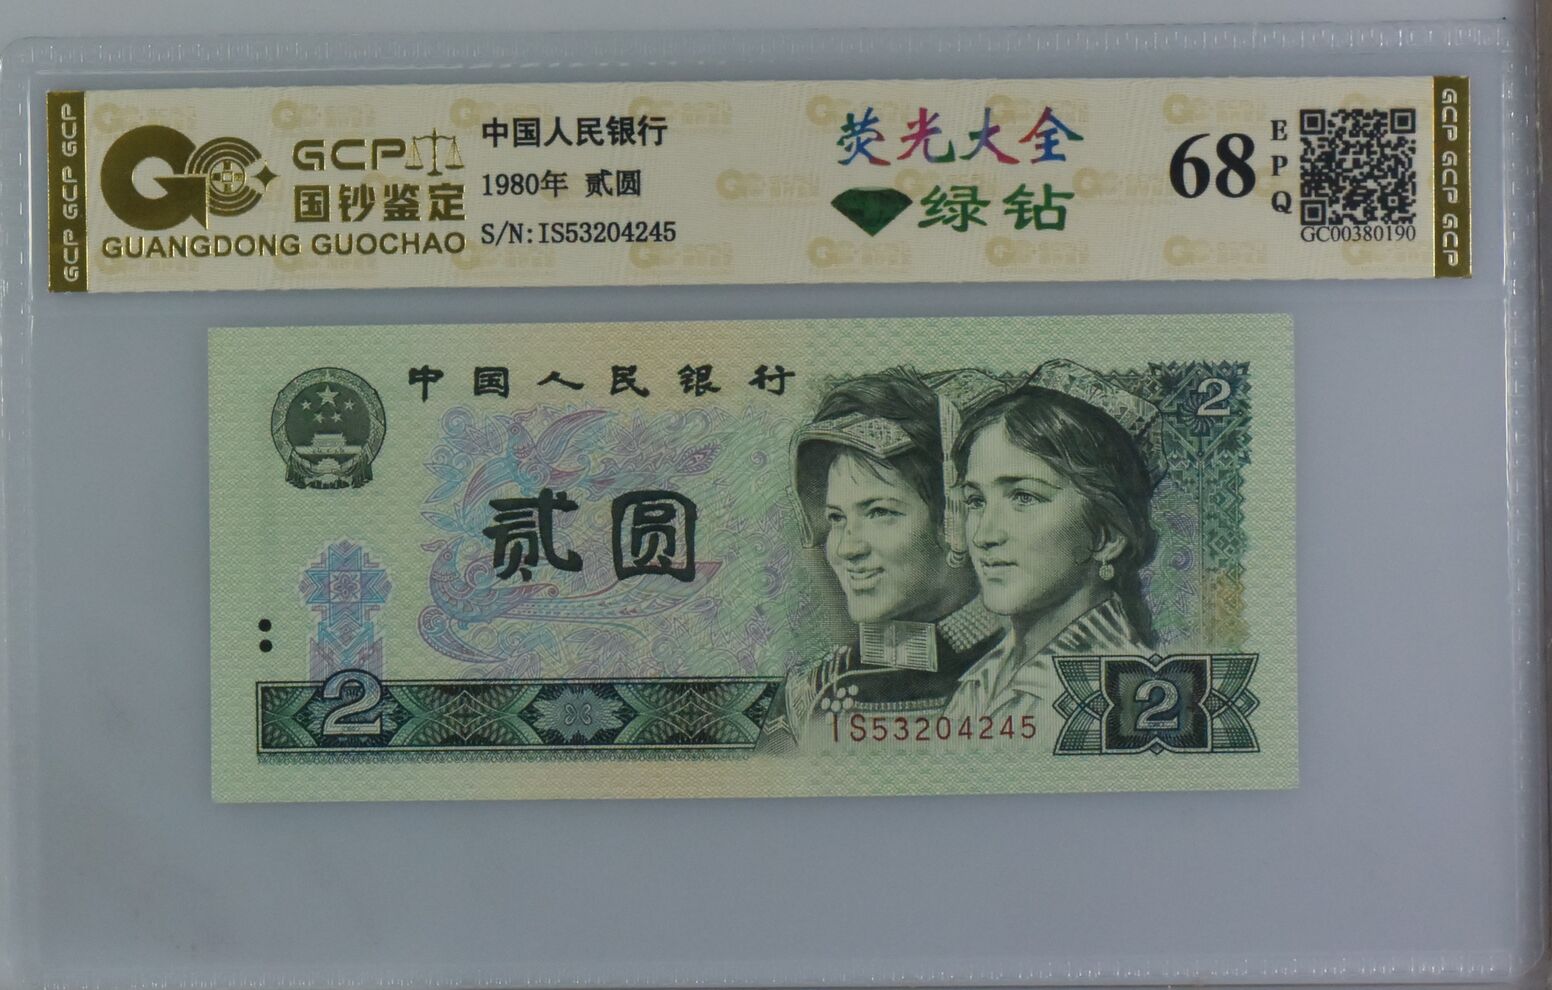 GCP GCP GCP
GCP
国钞鉴定
GUANGDONG GUOCHAO
中国人民银行
1980年 贰圆
S/N:IS53204245
荧光大全
绿钻
68
EPQ
GC00380190
GCP GCP GCP
中国人民银行
2
贰圆
2
IS53204245
2